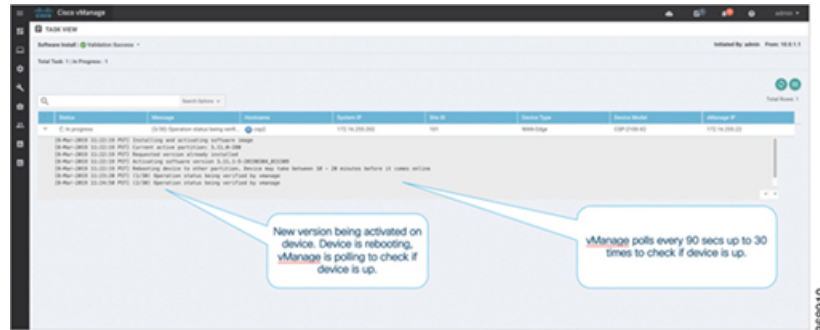 Cisco vManage
admin
TASK VIEW
Software Install | Validation Success
Initiated By: admin From: 10.0.1.1
Total Task: 1 | In Progress: 1
Search Options
Total Rows: 1
Status Message Hostname System IP Site ID Device Type Device Model vManage IP
In progress Operation status being verifi... csp2 172.16.255.202 101 WAN Edge CSP-2100-X2 172.16.255.22
Installing and activating software image
Current active partition:
Requested version already installed
Activating software version
Rebooting device to other partition. Device may take between 10 - 20 minutes before it comes online
(1/30) Operation status being verified by vmanage
(2/30) Operation status being verified by vmanage
New version being activated on
device. Device is rebooting,
vManage is polling to check if
device is up.
vManage polls every 90 secs up to 30
times to check if device is up.